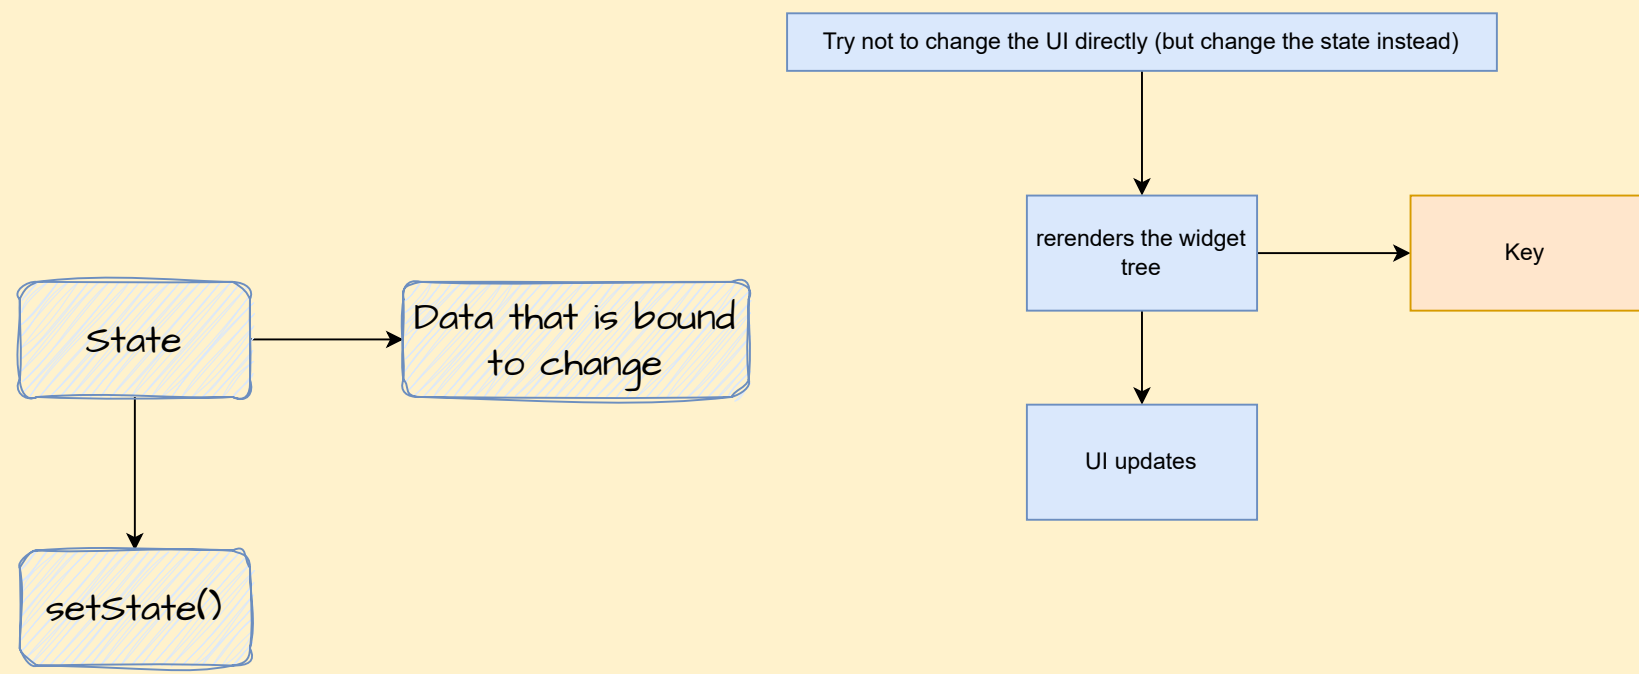 Try not to change the UI directly (but change the state instead)
rerenders the widget
tree
Key
State
Data that is bound
to change
UI updates
setState()